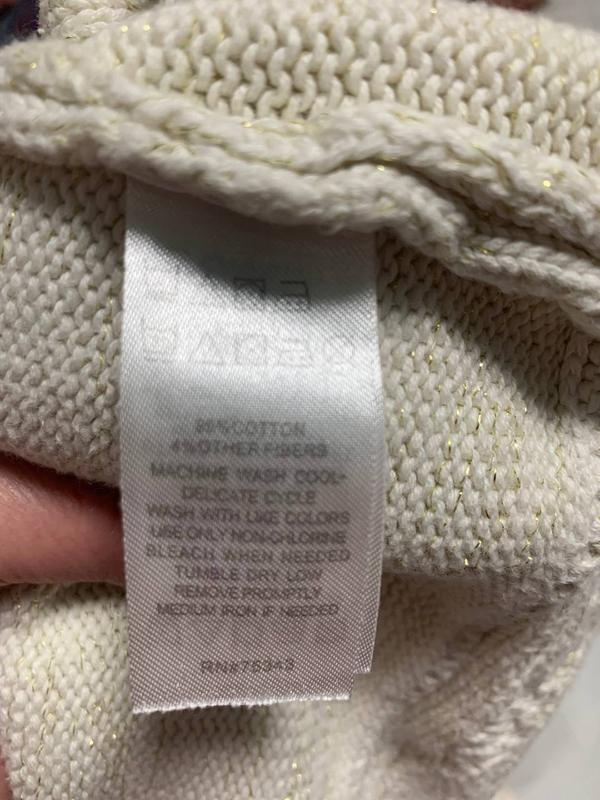 96%COTTON
4%OTHER FIBERS
MACHINE WASH COOL-
DELICATE CYCLE
WASH WITH LIKE COLORS
USE ONLY NON-CHLORINE
BLEACH WHEN NEEDED
TUMBLE DRY LOW
REMOVE PROMPTLY
MEDIUM IRON IF NEEDED
RN#75343